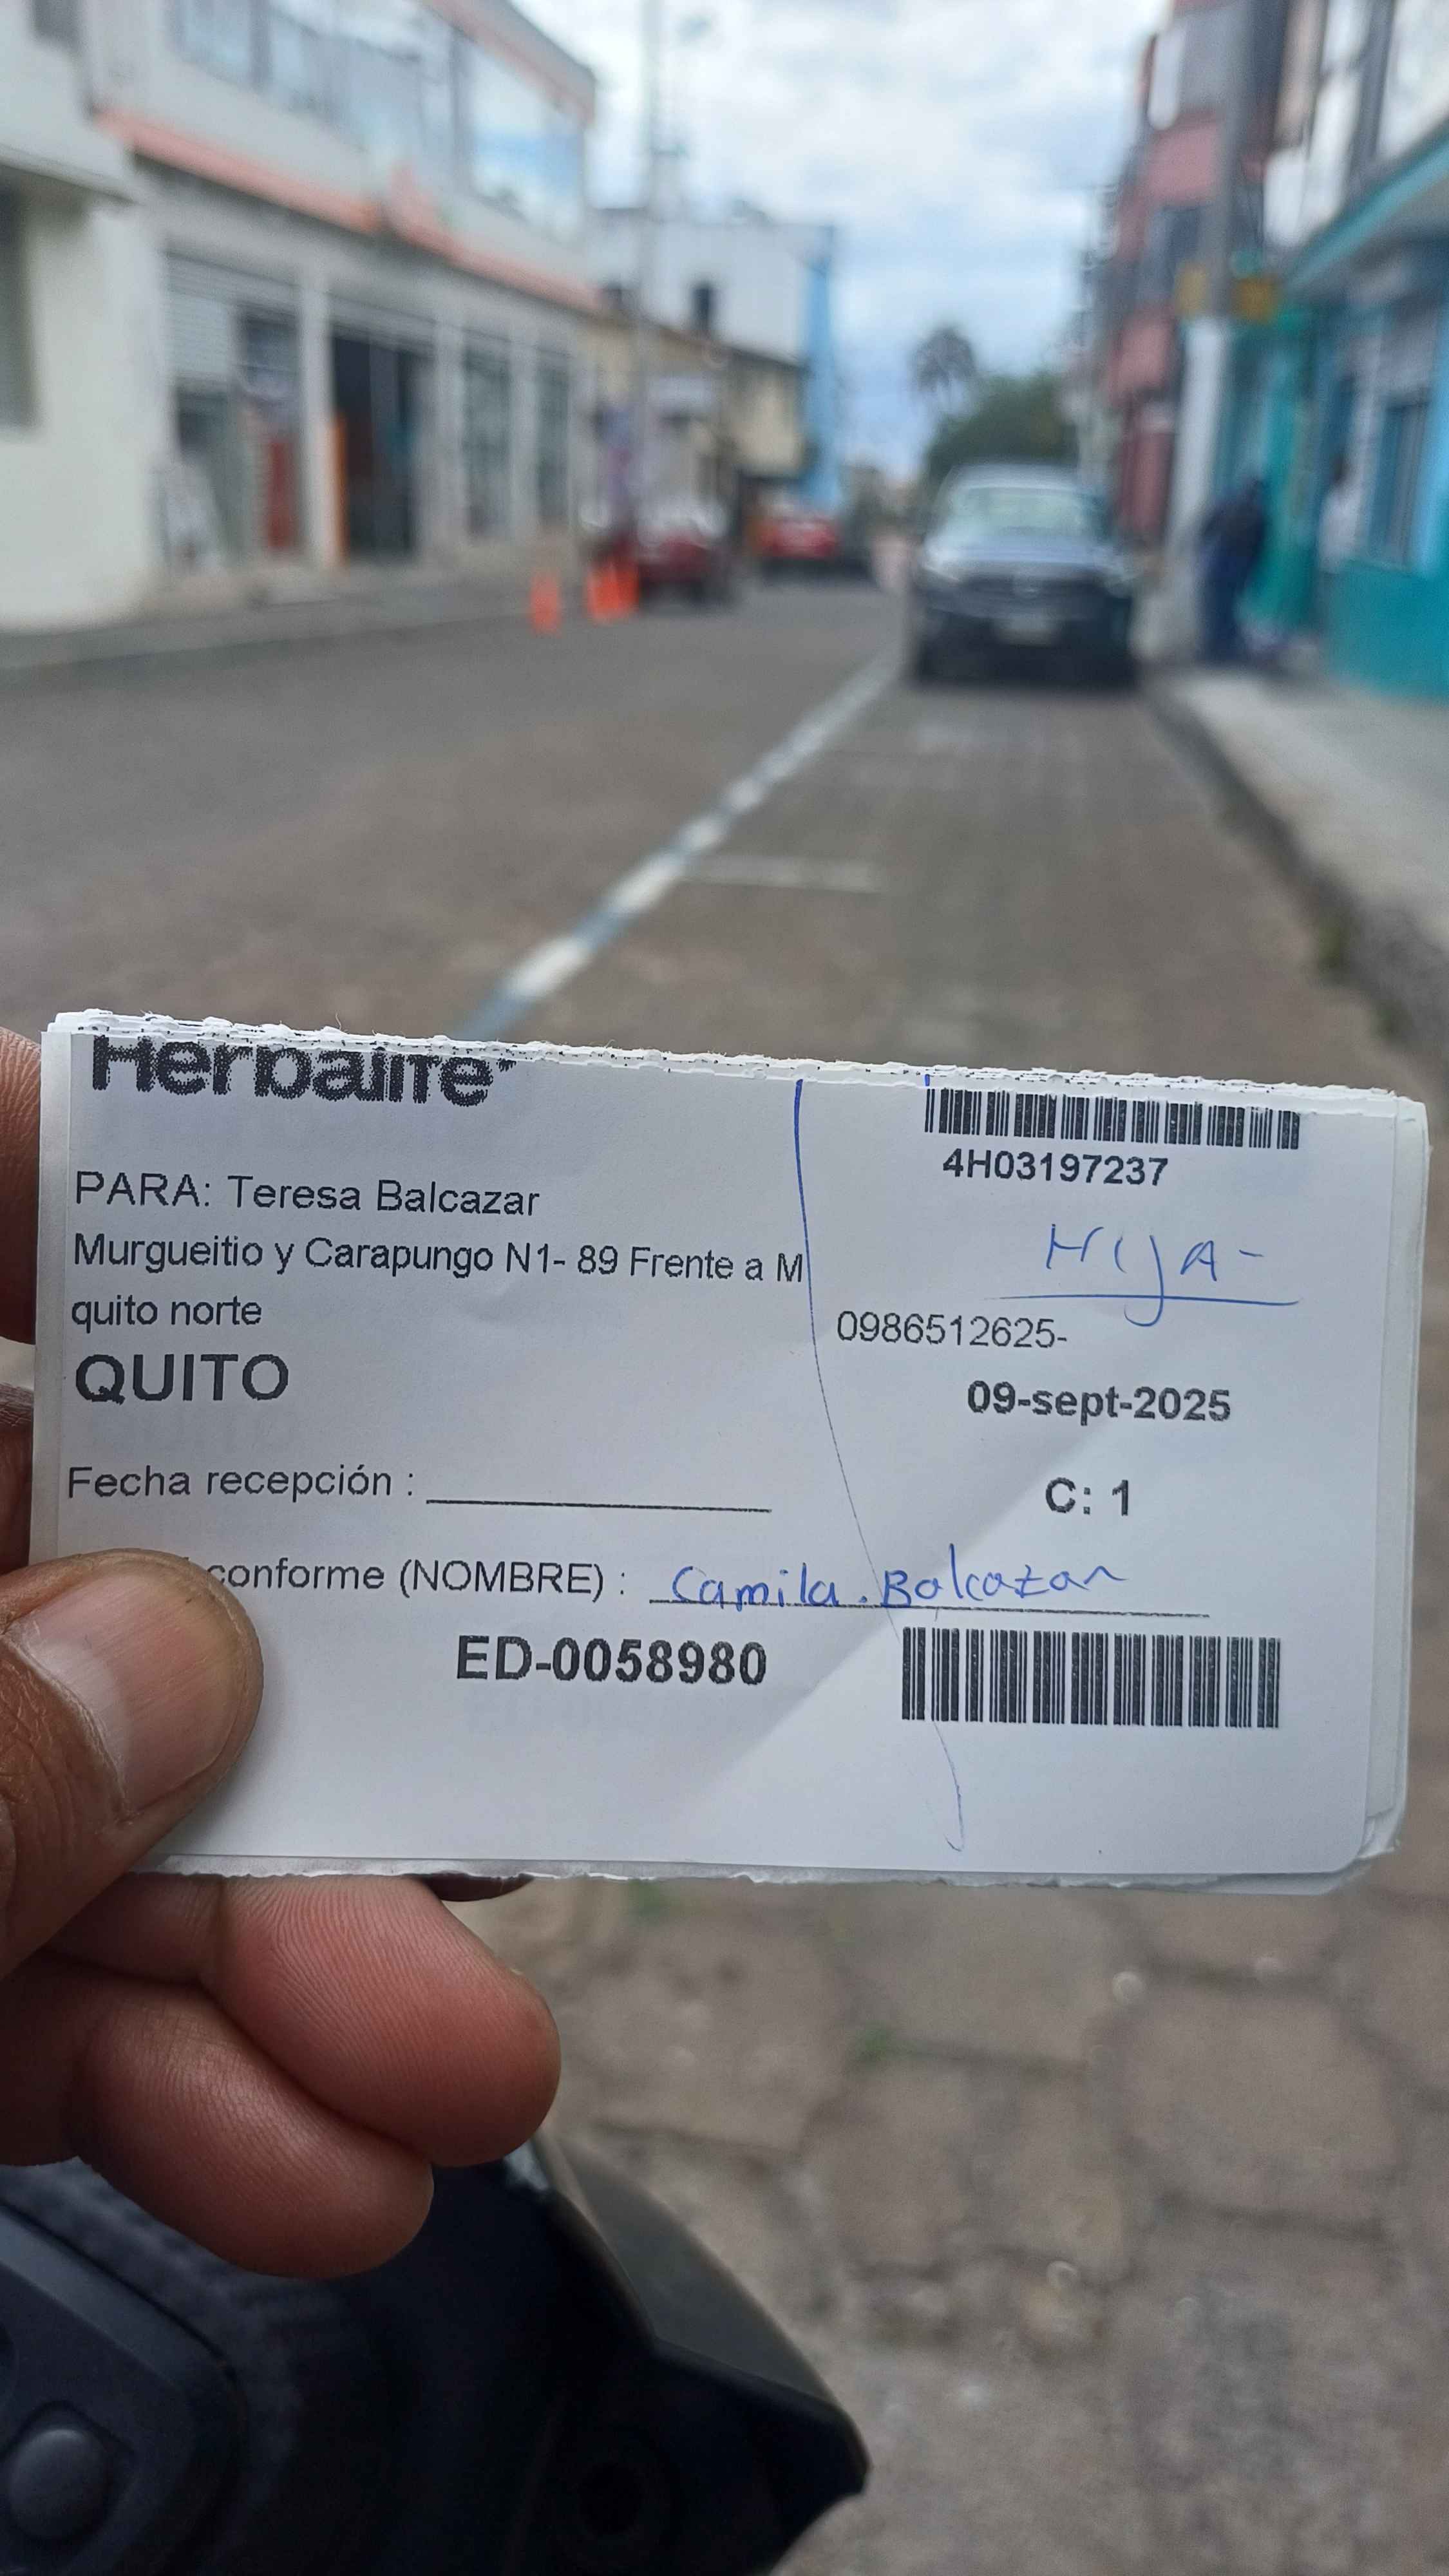 Herbalife
4H03197237
PARA: Teresa Balcazar
HIJA-
Murgueitio y Carapungo N1- 89 Frente a M
quito norte
0986512625-
QUITO
09-sept-2025
Fecha recepción :
C: 1
conforme (NOMBRE) : Camila. Balcazar
ED-0058980